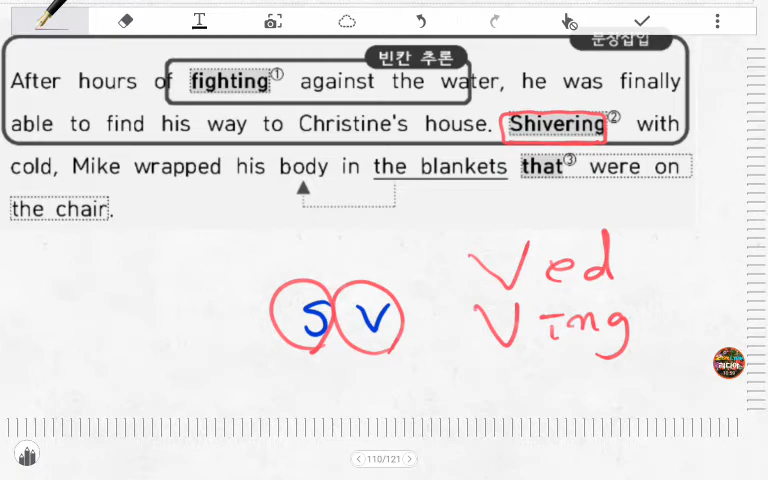 문장삽입
빈칸 추론
After hours of fighting① against the water, he was finally
able to find his way to Christine's house. Shivering② with
cold, Mike wrapped his body in the blankets that③ were on
the chair.
S V
Ved
Ving
110/121